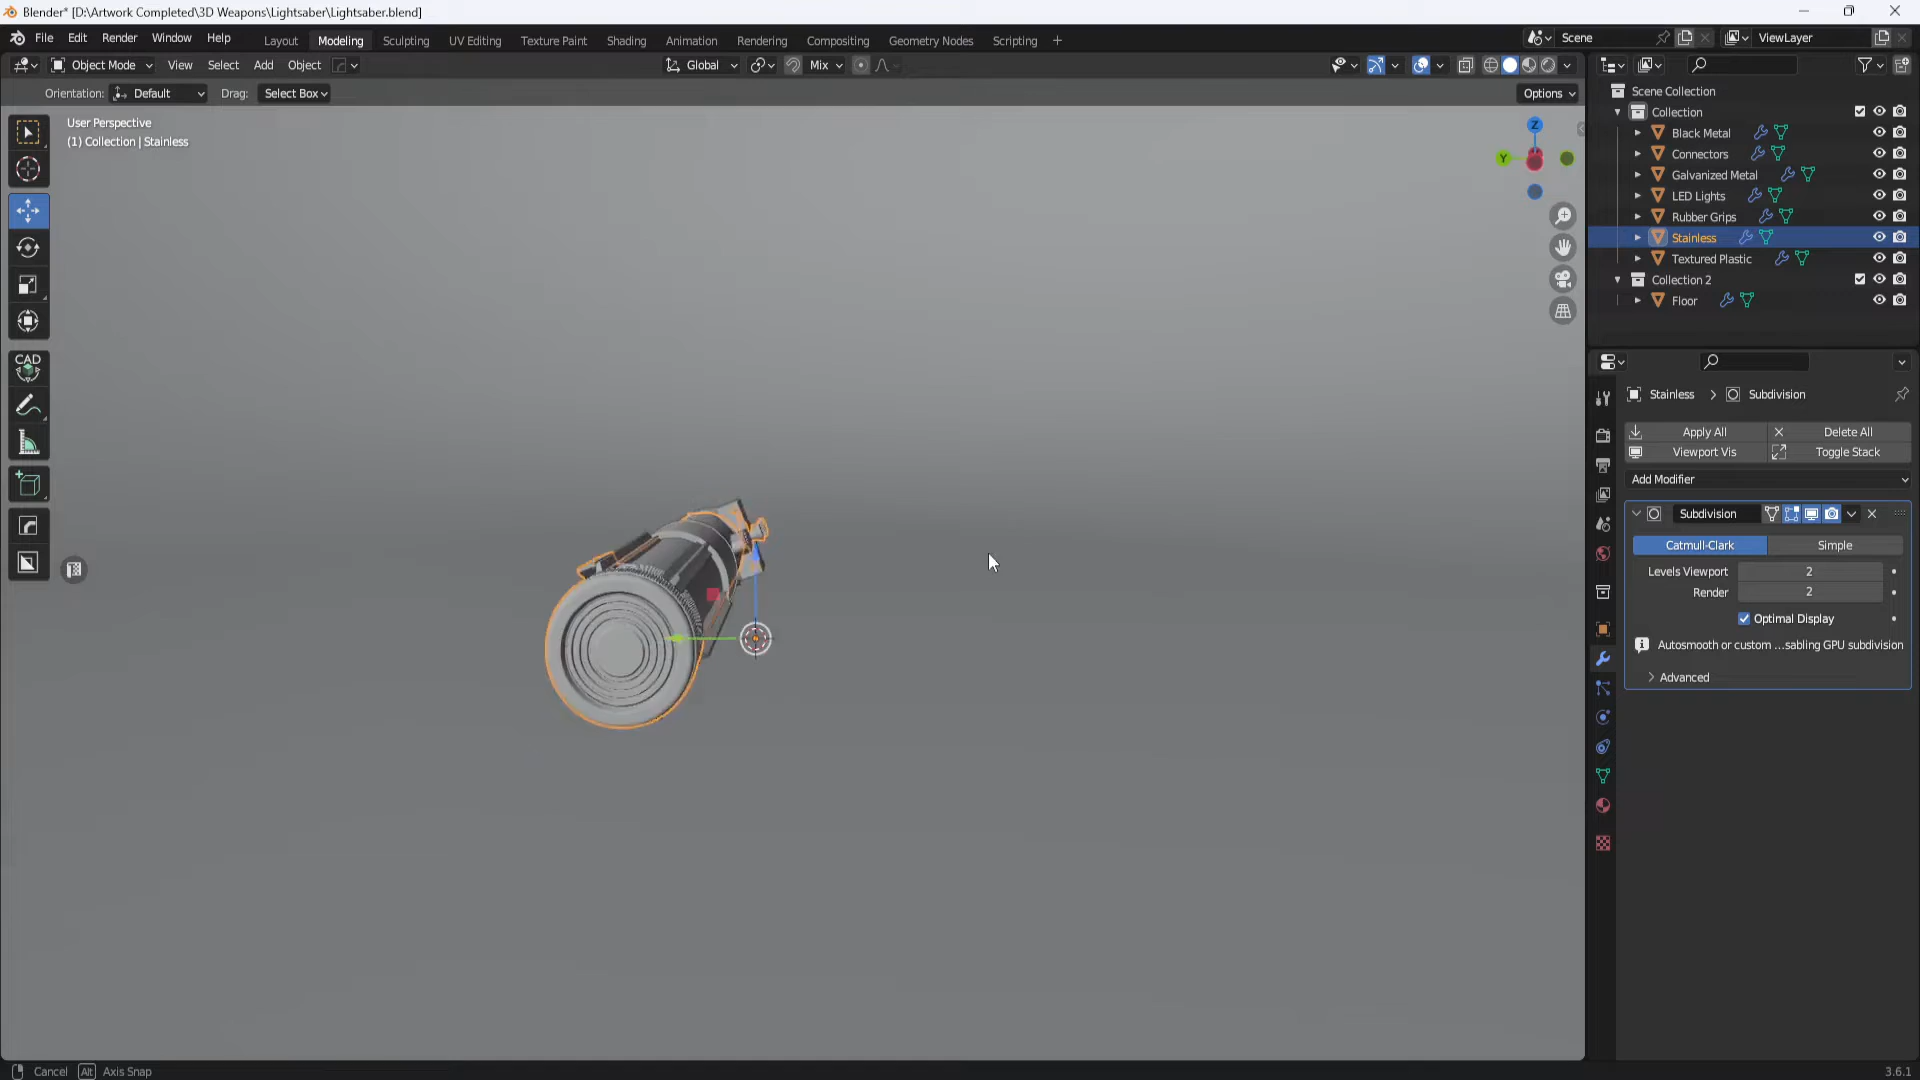 Blender* [D:\Artwork Completed\3D Weapons\Lightsaber\Lightsaber.blend]
File Edit Render Window Help Layout Modeling Sculpting UV Editing Texture Paint Shading Animation Rendering Compositing Geometry Nodes Scripting + Scene ViewLayer
Object Mode View Select Add Object Global Mix
Orientation: Default Drag: Select Box Options
User Perspective
(1) Collection | Stainless
Z
Y
CAD
Scene Collection
Collection
Black Metal
Connectors
Galvanized Metal
LED Lights
Rubber Grips
Stainless
Textured Plastic
Collection 2
Floor
Stainless > Subdivision
Apply All Delete All
Viewport Vis Toggle Stack
Add Modifier
Subdivision
Catmull-Clark Simple
Levels Viewport 2
Render 2
Optimal Display
Autosmooth or custom ...sabling GPU subdivision
Advanced
Cancel Alt Axis Snap 3.6.1